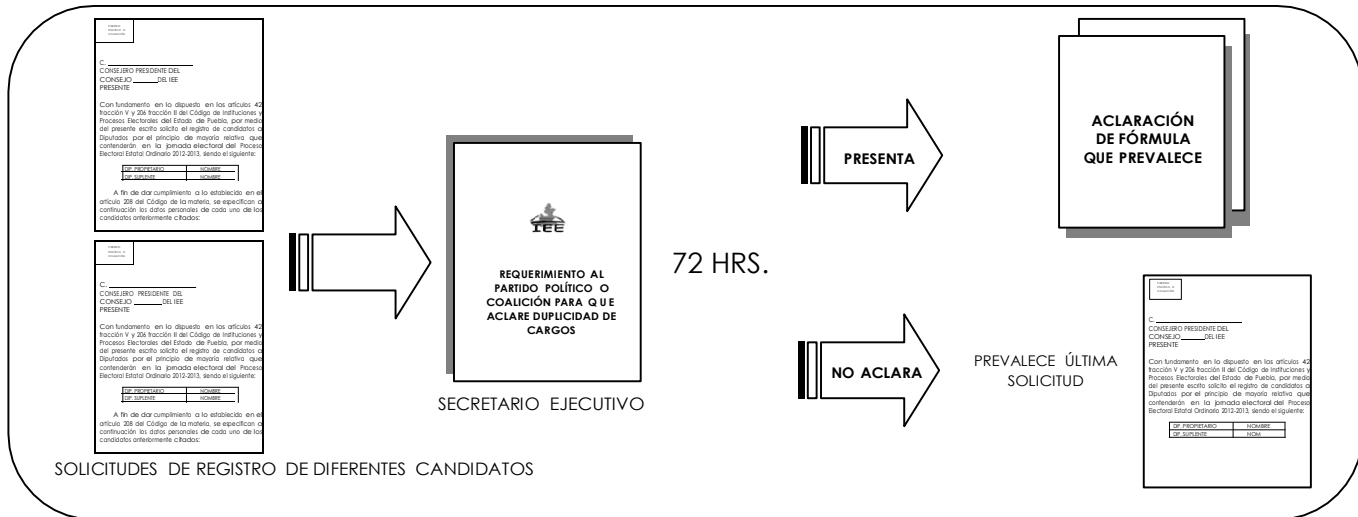 PARTIDO
POLÍTICO O
COALICIÓN
C.
CONSEJERO PRESIDENTE DEL
CONSEJO DEL IEE
PRESENTE
Con fundamento en lo dispuesto en los artículos 42
fracción V y 206 fracción II del Código de Instituciones y
Procesos Electorales del Estado de Puebla, por medio
del presente escrito solicito el registro de candidatos a
Diputados por el principio de mayoría relativa que
contenderán en la jornada electoral del Proceso
Electoral Estatal Ordinario 2012-2013, siendo el siguiente:
DIP. PROPIETARIO NOMBRE
DIP. SUPLENTE NOMBRE
A fin de dar cumplimiento a lo establecido en el
artículo 208 del Código de la materia, se especifican a
continuación los datos personales de cada uno de los
candidatos anteriormente citados:
C.
CONSEJERO PRESIDENTE DEL
CONSEJO DEL IEE
PRESENTE
Con fundamento en lo dispuesto en los artículos 42
fracción V y 206 fracción II del Código de Instituciones y
Procesos Electorales del Estado de Puebla, por medio
del presente escrito solicito el registro de candidatos a
Diputados por el principio de mayoría relativa que
contenderán en la jornada electoral del Proceso
Electoral Estatal Ordinario 2012-2013, siendo el siguiente:
DIP. PROPIETARIO NOMBRE
DIP. SUPLENTE NOMBRE
A fin de dar cumplimiento a lo establecido en el
artículo 208 del Código de la materia, se especifican a
continuación los datos personales de cada uno de los
candidatos anteriormente citados:
SOLICITUDES DE REGISTRO DE DIFERENTES CANDIDATOS
IEE
REQUERIMIENTO AL
PARTIDO POLÍTICO O
COALICIÓN PARA QUE
ACLARE DUPLICIDAD DE
CARGOS
SECRETARIO EJECUTIVO
72 HRS.
PRESENTA
ACLARACIÓN
DE FÓRMULA
QUE PREVALECE
NO ACLARA
PREVALECE ÚLTIMA
SOLICITUD
C.
CONSEJERO PRESIDENTE DEL
CONSEJO DEL IEE
PRESENTE
Con fundamento en lo dispuesto en los artículos 42
fracción V y 206 fracción II del Código de Instituciones y
Procesos Electorales del Estado de Puebla, por medio
del presente escrito solicito el registro de candidatos a
Diputados por el principio de mayoría relativa que
contenderán en la jornada electoral del Proceso
Electoral Estatal Ordinario 2012-2013, siendo el siguiente:
DIP. PROPIETARIO NOMBRE
DIP. SUPLENTE NOM